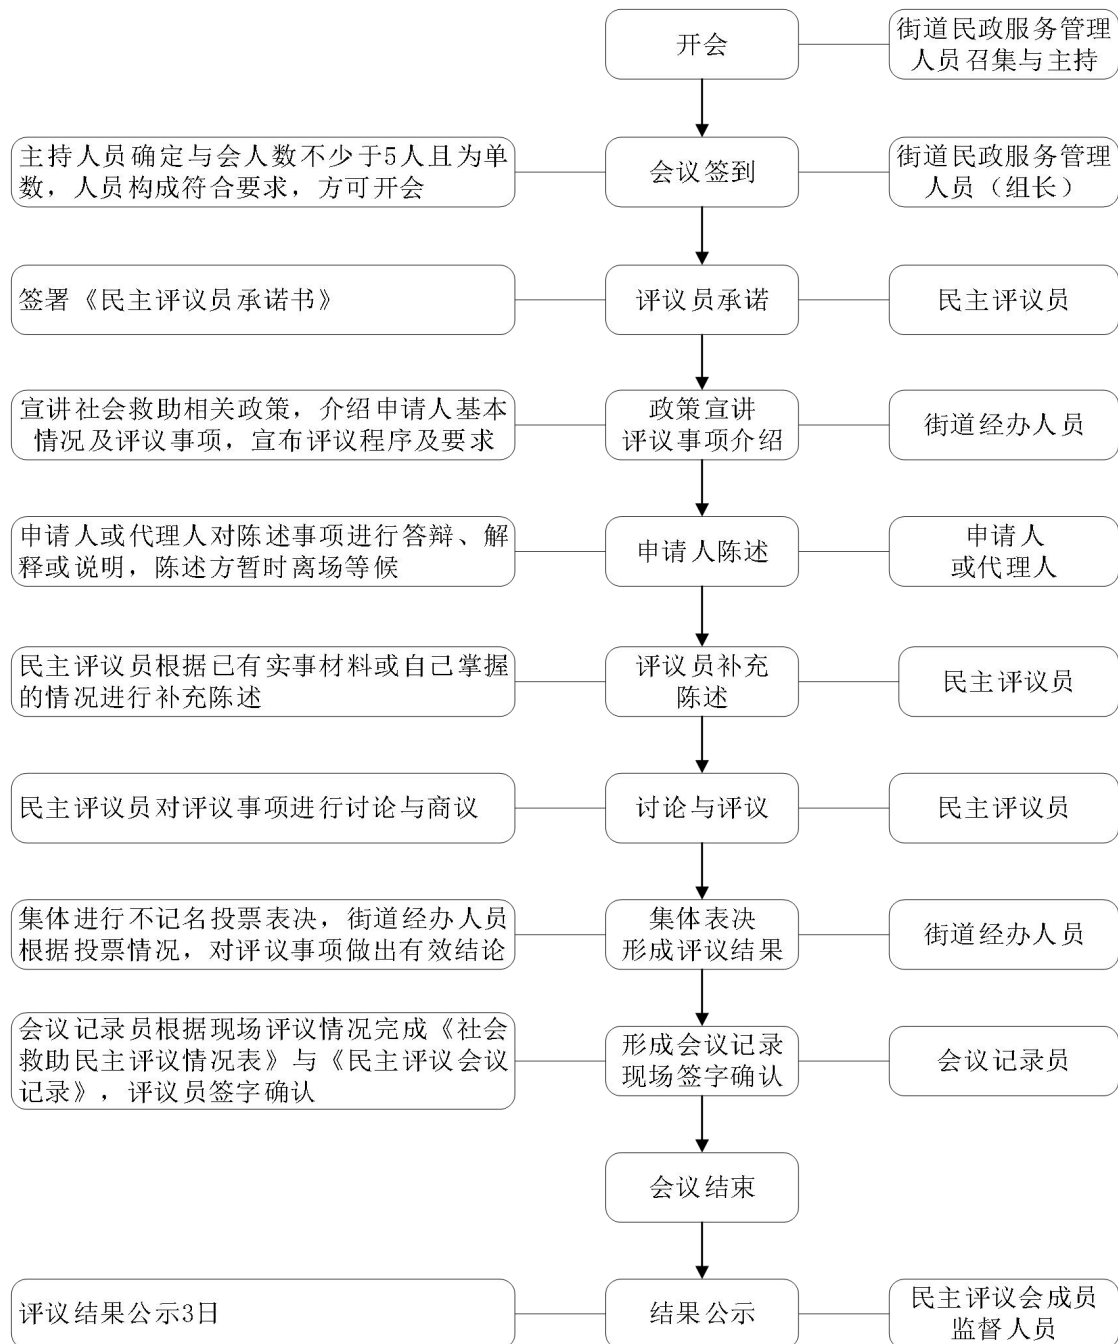 开会
街道民政服务管理
人员召集与主持
主持人员确定与会人数不少于5人且为单
数，人员构成符合要求，方可开会
会议签到
街道民政服务管理
人员（组长）
签署《民主评议员承诺书》
评议员承诺
民主评议员
宣讲社会救助相关政策，介绍申请人基本
情况及评议事项，宣布评议程序及要求
政策宣讲
评议事项介绍
街道经办人员
申请人或代理人对陈述事项进行答辩、解
释或说明，陈述方暂时离场等候
申请人陈述
申请人
或代理人
民主评议员根据已有实事材料或自己掌握
的情况进行补充陈述
评议员补充
陈述
民主评议员
民主评议员对评议事项进行讨论与商议
讨论与评议
民主评议员
集体进行不记名投票表决，街道经办人员
根据投票情况，对评议事项做出有效结论
集体表决
形成评议结果
街道经办人员
会议记录员根据现场评议情况完成《社会
救助民主评议情况表》与《民主评议会议
记录》，评议员签字确认
形成会议记录
现场签字确认
会议记录员
会议结束
评议结果公示3日
结果公示
民主评议会成员
监督人员